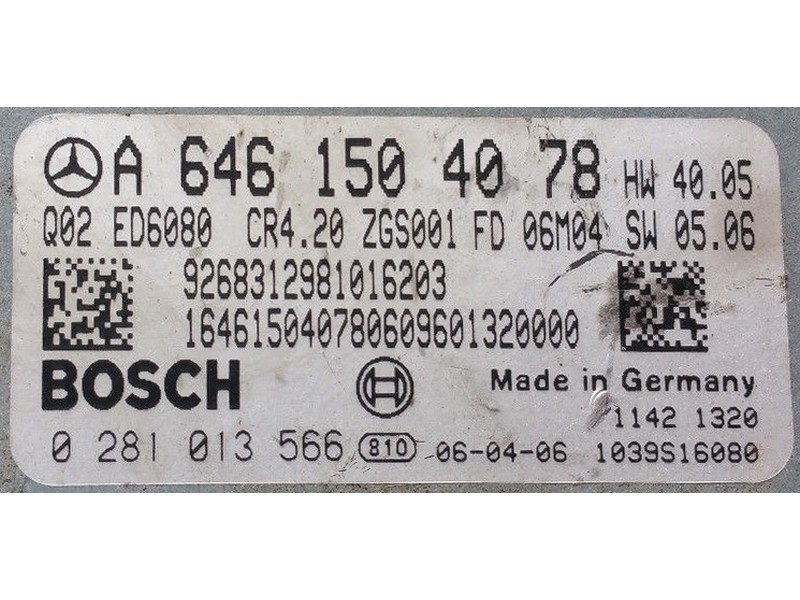 A 646 150 40 78 HW 40.05
Q02 ED6080 CR4.20 ZGS001 FD 06M04 SW 05.06
9268312981016203
164615040780609601320000
BOSCH Made in Germany
1142 1320
0 281 013 566 810 06-04-06 1039S16080